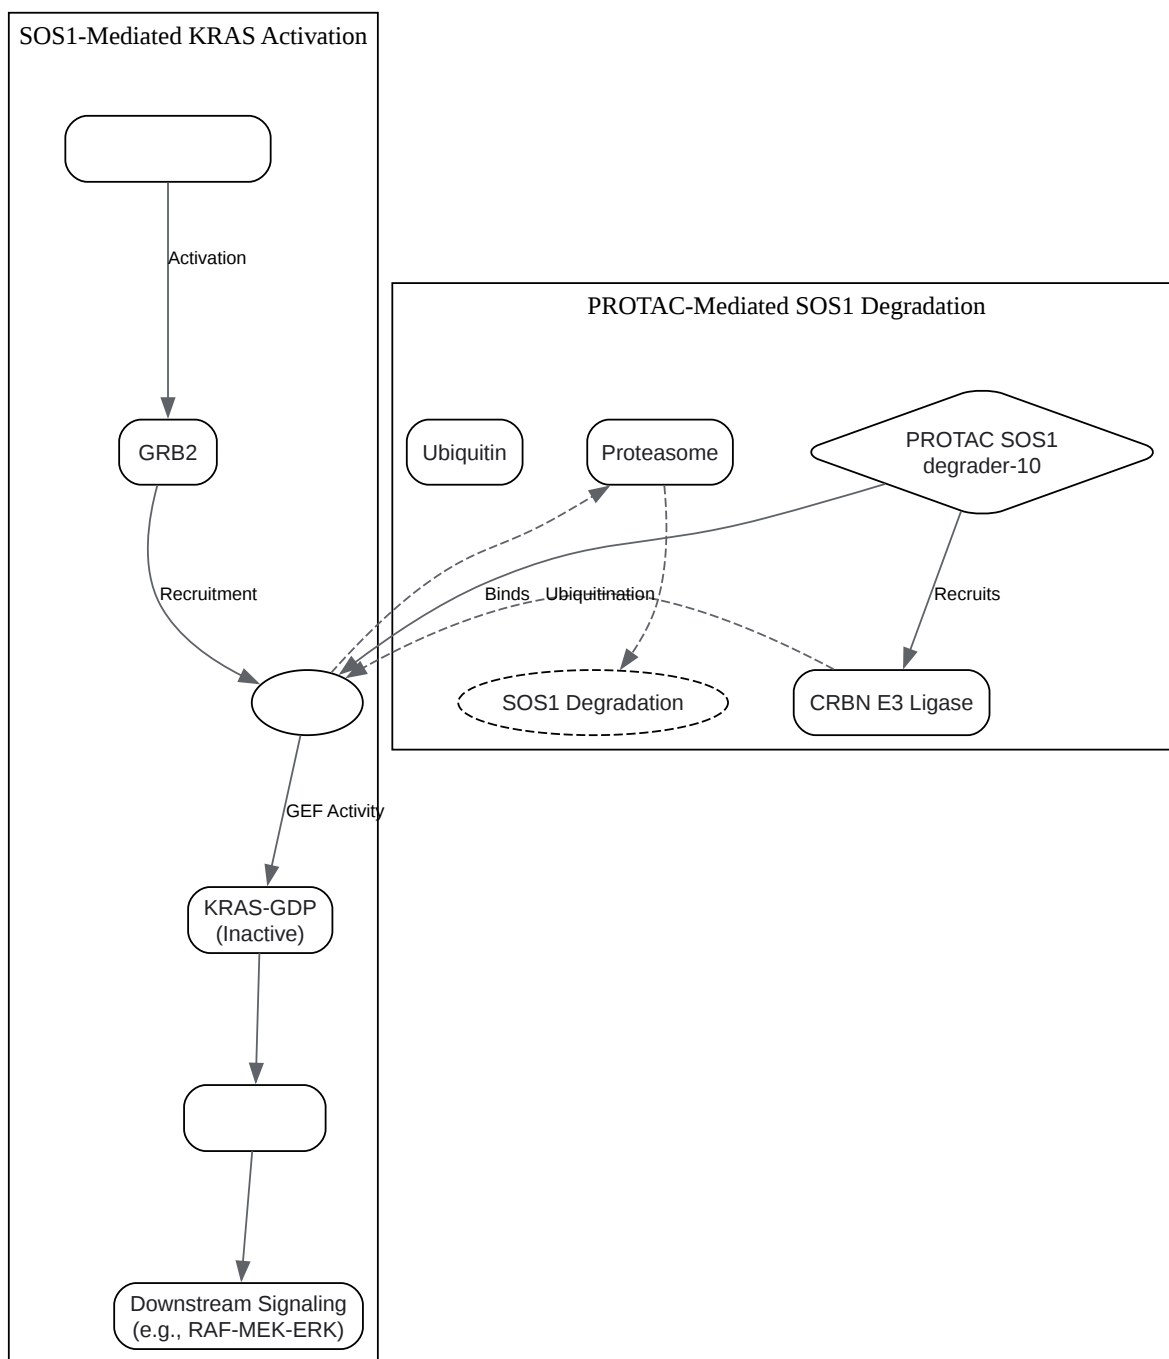 SOS1-Mediated KRAS Activation
Activation
PROTAC-Mediated SOS1 Degradation
GRB2
Ubiquitin
Proteasome
PROTAC SOS1
degrader-10
Recruitment
Binds
Ubiquitination
Recruits
SOS1 Degradation
CRBN E3 Ligase
GEF Activity
KRAS-GDP
(Inactive)
Downstream Signaling
(e.g., RAF-MEK-ERK)